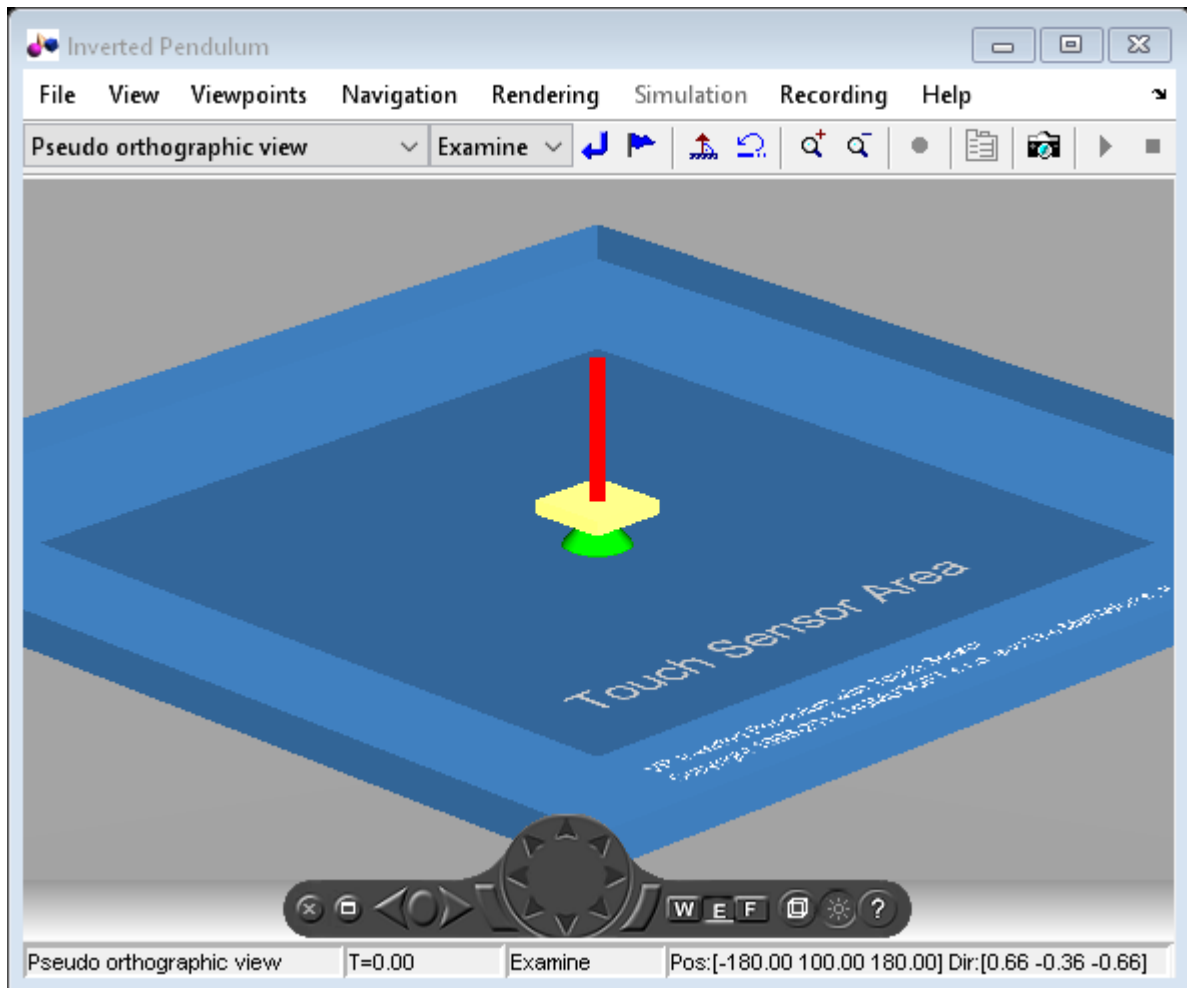 Inverted Pendulum
File View Viewpoints Navigation Rendering Simulation Recording Help
Pseudo orthographic view Examine
Touch Sensor Area
W E F ?
Pseudo orthographic view T=0.00 Examine Pos:[-180.00 100.00 180.00] Dir:[0.66 -0.36 -0.66]